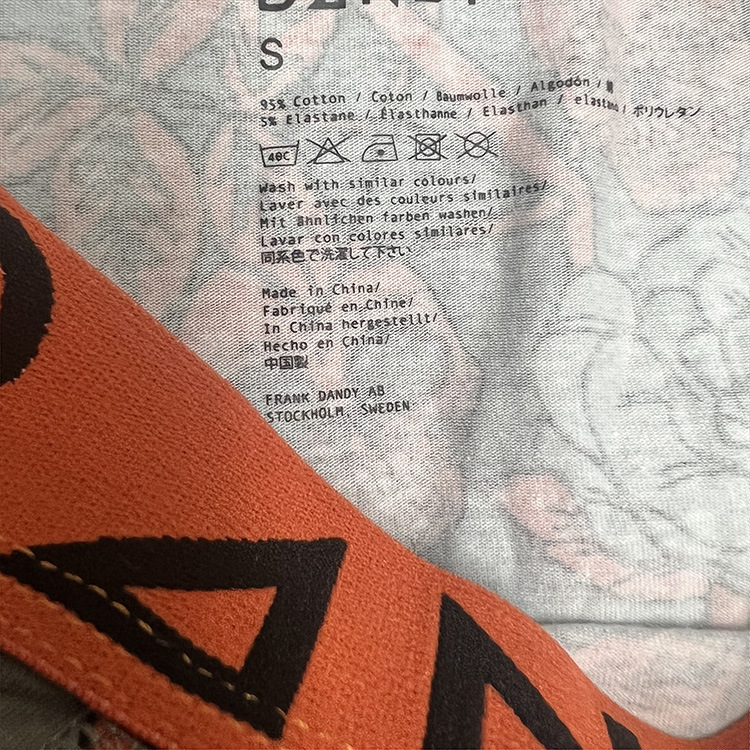 DANDY
S
95% Cotton / Coton / Baumwolle / Algodón / 綿
5% Elastane / Élasthanne / Elasthan / elastano / ポリウレタン
40C
Wash with similar colours/
Laver avec des couleurs similaires/
Mit ähnlichen farben washen/
Lavar con colores similares/
同系色で洗濯して下さい
Made in China/
Fabriqué en Chine/
In China hergestellt/
Hecho en China/
中国製
FRANK DANDY AB
STOCKHOLM, SWEDEN